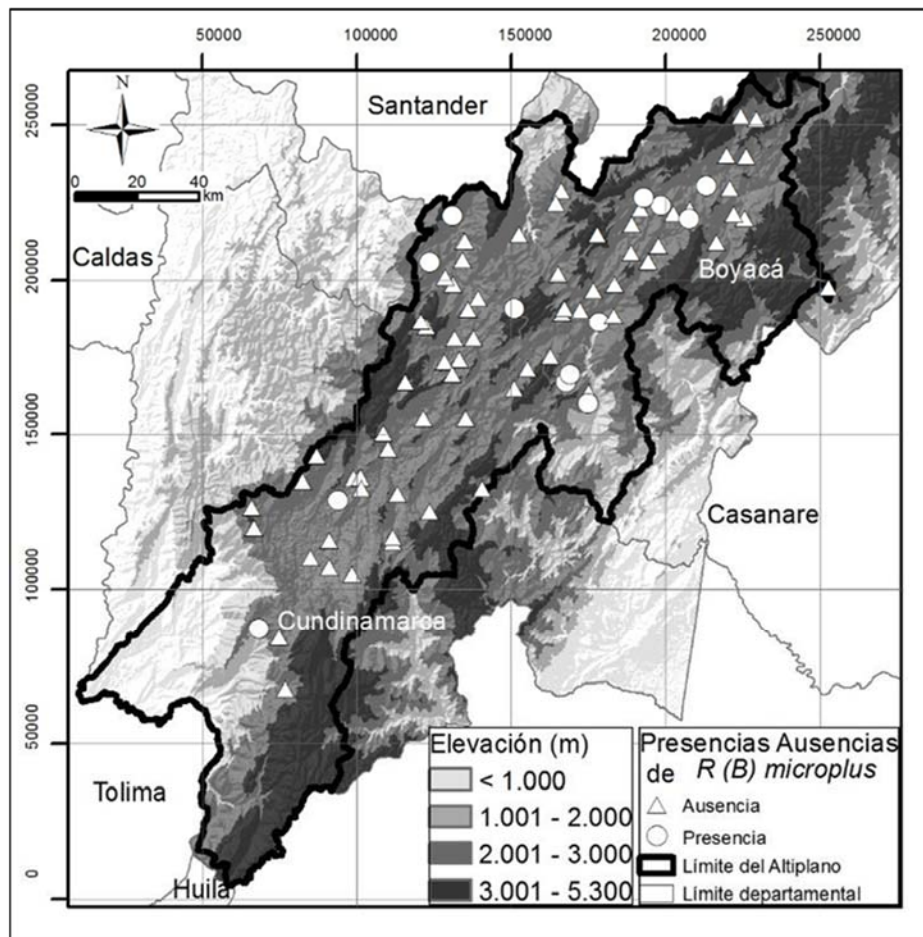 50000 100000 150000 200000 250000
N
Santander
250000
0 20 40
km
200000
Caldas
Boyacá
150000
Casanare
100000
Cundinamarca
50000
Tolima
0
Huila
Elevación (m)
< 1.000
1.001 - 2.000
2.001 - 3.000
3.001 - 5.300
Presencias Ausencias
de R (B) microplus
Ausencia
Presencia
Límite del Altiplano
Límite departamental